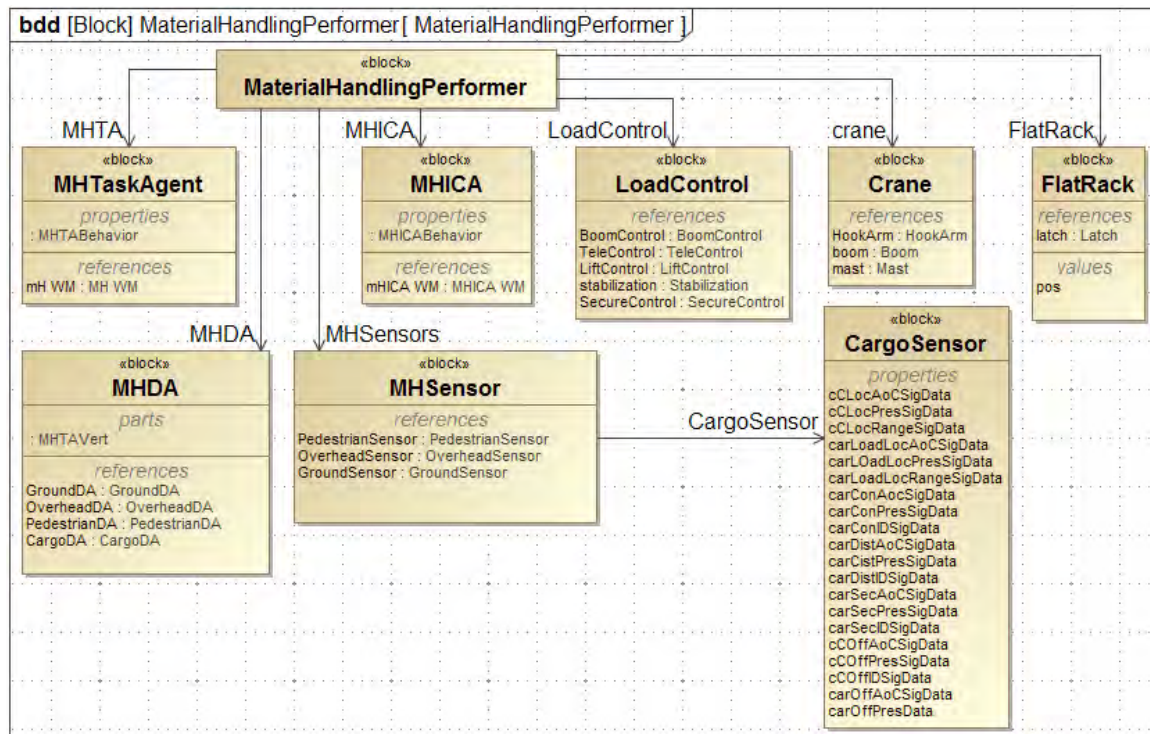 bdd [Block] MaterialHandlingPerformer[ MaterialHandlingPerformer ]
«block»
MaterialHandlingPerformer
MHTA
MHICA
LoadControl
crane
FlatRack
«block»
MHTaskAgent
properties
: MHTABehavior
references
mH WM : MH WM
«block»
MHICA
properties
: MHICABehavior
references
mHICA WM : MHICA WM
«block»
LoadControl
references
BoomControl : BoomControl
TeleControl : TeleControl
LiftControl : LiftControl
stabilization : Stabilization
SecureControl : SecureControl
«block»
Crane
references
HookArm : HookArm
boom : Boom
mast : Mast
«block»
FlatRack
references
latch : Latch
values
pos
MHDA
MHSensors
«block»
MHDA
parts
: MHTAVert
references
GroundDA : GroundDA
OverheadDA : OverheadDA
PedestrianDA : PedestrianDA
CargoDA : CargoDA
«block»
MHSensor
references
PedestrianSensor : PedestrianSensor
OverheadSensor : OverheadSensor
GroundSensor : GroundSensor
CargoSensor
«block»
CargoSensor
properties
cCLocAoCSigData
cCLocPresSigData
cCLocRangeSigData
carLoadLocAoCSigData
carLOadLocPresSigData
carLoadLocRangeSigData
carConAocSigData
carConPresSigData
carConIDSigData
carDistAoCSigData
carCistPresSigData
carDistIDSigData
carSecAoCSigData
carSecPresSigData
carSecIDSigData
cCOffAoCSigData
cCOffPresSigData
cCOffIDSigData
carOffAoCSigData
carOffPresData